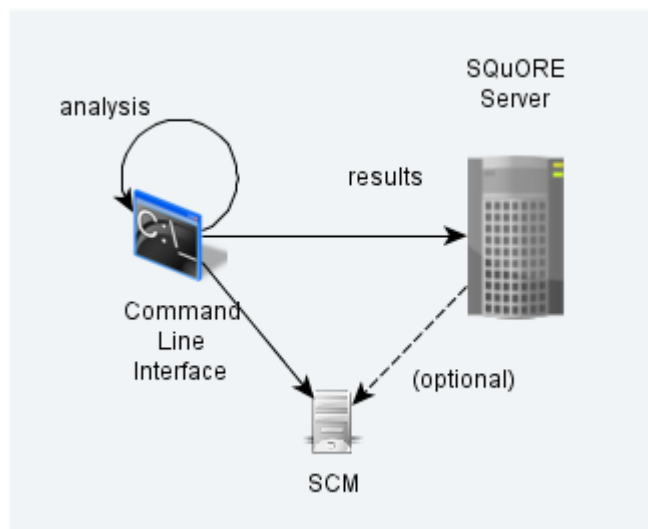 SQuORE
Server
analysis
results
C:\_
Command
Line
Interface
(optional)
SCM